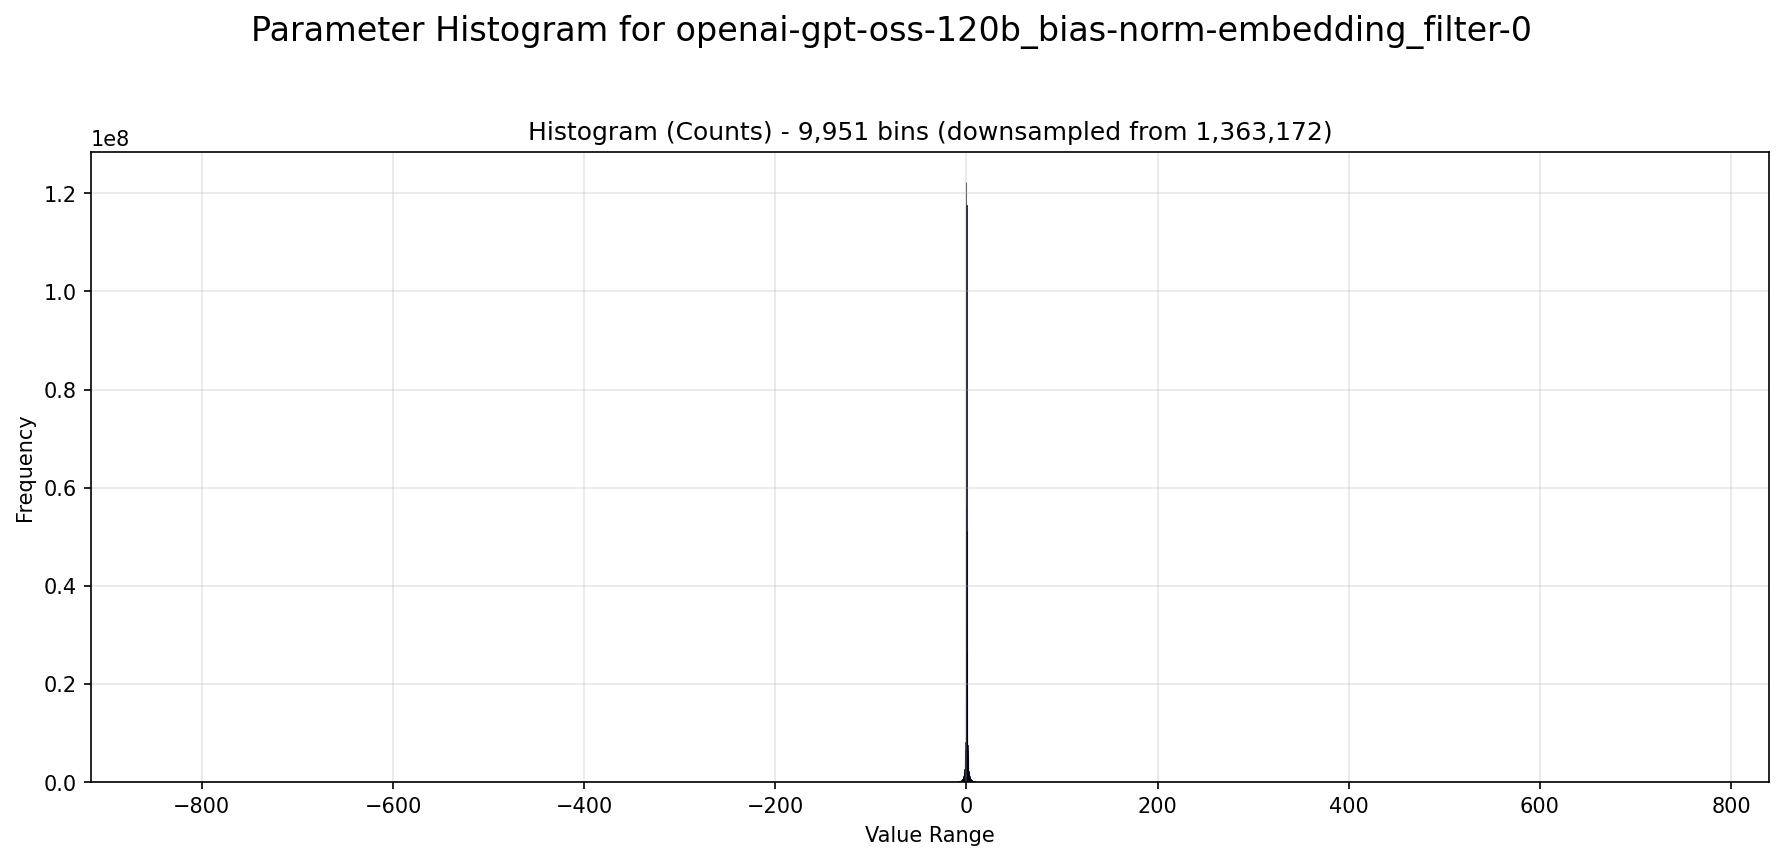 Parameter Histogram for openai-gpt-oss-120b_bias-norm-embedding_filter-0
Histogram (Counts) - 9,951 bins (downsampled from 1,363,172)
1e8
1.2
1.0
0.8
0.6
0.4
0.2
0.0
Frequency
−800 −600 −400 −200 0 200 400 600 800
Value Range